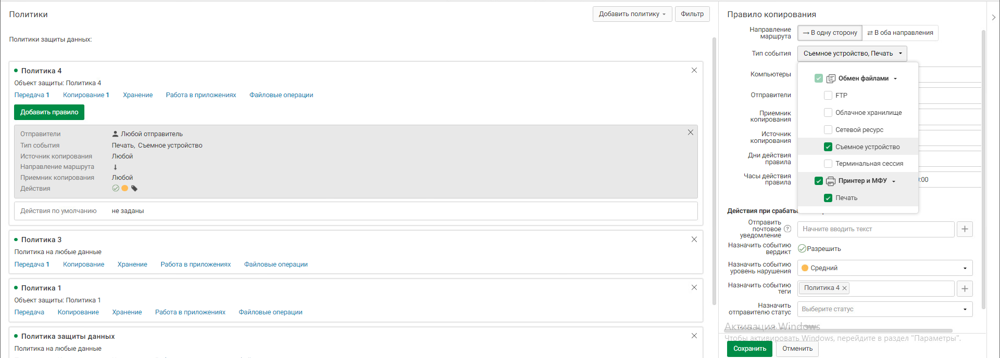 Политики
Добавить политику
Фильтр
Политики защиты данных:
Политика 4
Объект защиты: Политика 4
Передача 1 Копирование 1 Хранение Работа в приложениях Файловые операции
Добавить правило
Отправители Любой отправитель
Тип события Печать, Съемное устройство
Источник копирования Любой
Направление маршрута
Приемник копирования Любой
Действия
Действия по умолчанию не заданы
Политика 3
Политика на любые данные
Передача 1 Копирование Хранение Работа в приложениях Файловые операции
Политика 1
Объект защиты: Политика 1
Передача Копирование Хранение Работа в приложениях Файловые операции
Политика защиты данных
Политика на любые данные
Правило копирования
Направление
маршрута
→ В одну сторону ⇄ В оба направления
Тип события Съемное устройство, Печать
Компьютеры
Отправители
Приемник
копирования
Источник
копирования
Дни действия
правила
Часы действия
правила
:00
Обмен файлами
FTP
Облачное хранилище
Сетевой ресурс
Съемное устройство
Терминальная сессия
Принтер и МФУ
Печать
Действия при срабаты
Отправить
почтовое
уведомление
? Начните вводить текст +
Назначить событию
вердикт
Разрешить
Назначить событию
уровень нарушения
Средний
Назначить событию
теги
Политика 4 × +
Назначить
отправителю статус
Выберите статус
Активация Windows
Чтобы активировать Windows, перейдите в раздел "Параметры".
Сохранить Отменить